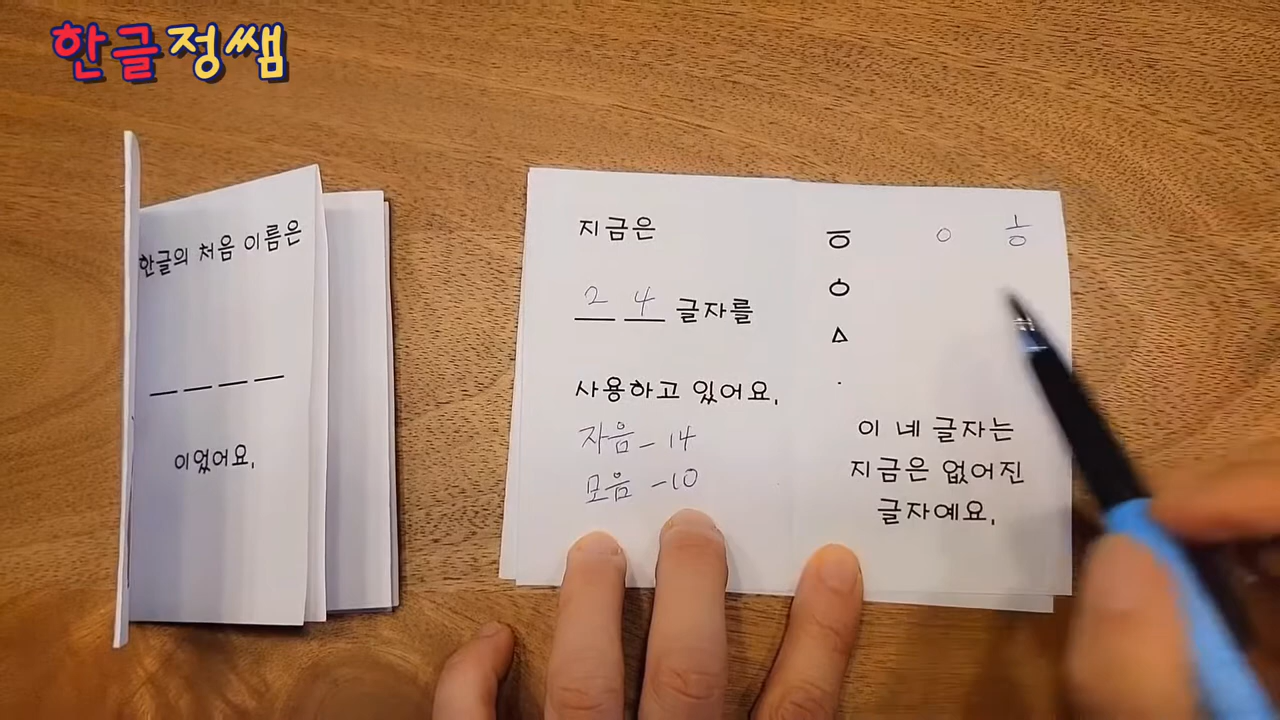 한글정쌤
한글의 처음 이름은
_ _ _ _
이었어요.
지금은
2 4 글자를
사용하고 있어요.
자음 - 14
모음 - 10
ㆆ ㅇ ㅎ
ㆁ
ㅿ
ㆍ
이 네 글자는
지금은 없어진
글자예요.